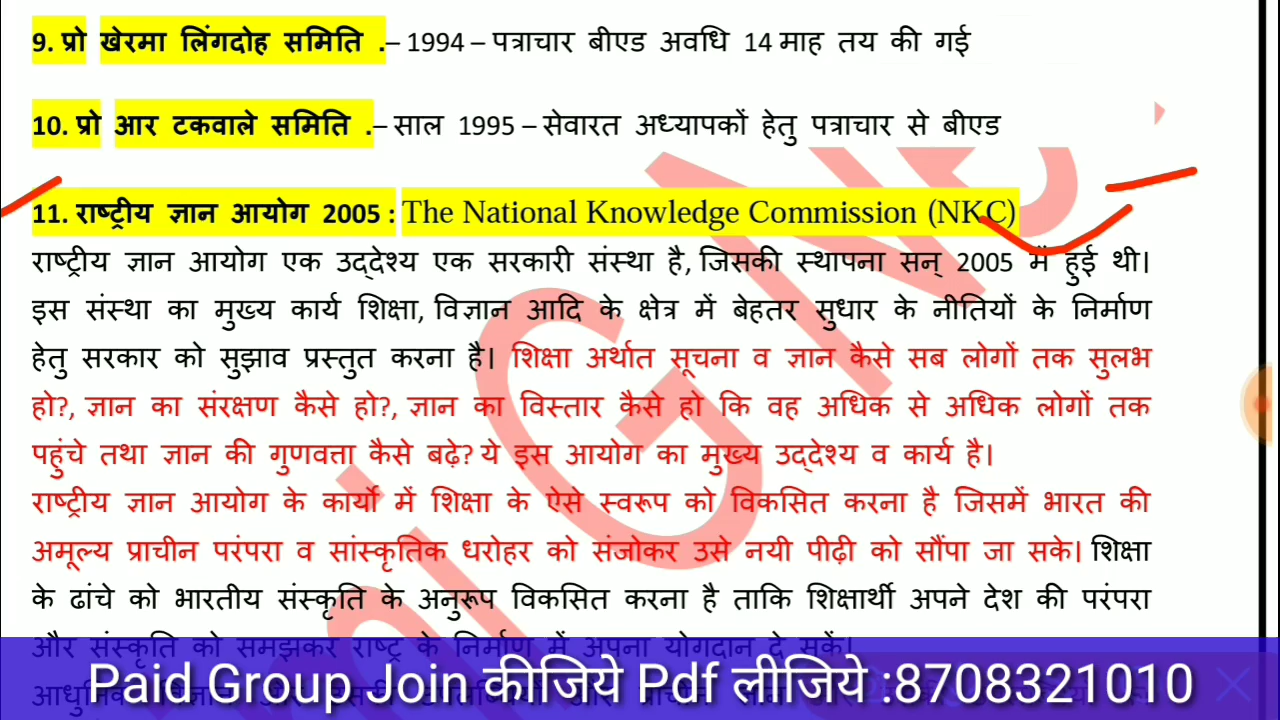 9. प्रो खेरमा लिंगदोह समिति .– 1994 – पत्राचार बीएड अवधि 14 माह तय की गई
10. प्रो आर टकवाले समिति .– साल 1995 – सेवारत अध्यापकों हेतु पत्राचार से बीएड
11. राष्ट्रीय ज्ञान आयोग 2005 : The National Knowledge Commission (NKC)
राष्ट्रीय ज्ञान आयोग एक उद्देश्य एक सरकारी संस्था है, जिसकी स्थापना सन् 2005 में हुई थी।
इस संस्था का मुख्य कार्य शिक्षा, विज्ञान आदि के क्षेत्र में बेहतर सुधार के नीतियों के निर्माण
हेतु सरकार को सुझाव प्रस्तुत करना है। शिक्षा अर्थात सूचना व ज्ञान कैसे सब लोगों तक सुलभ
हो?, ज्ञान का संरक्षण कैसे हो?, ज्ञान का विस्तार कैसे हो कि वह अधिक से अधिक लोगों तक
पहुंचे तथा ज्ञान की गुणवत्ता कैसे बढ़े? ये इस आयोग का मुख्य उद्देश्य व कार्य है।
राष्ट्रीय ज्ञान आयोग के कार्यो में शिक्षा के ऐसे स्वरूप को विकसित करना है जिसमें भारत की
अमूल्य प्राचीन परंपरा व सांस्कृतिक धरोहर को संजोकर उसे नयी पीढ़ी को सौंपा जा सके। शिक्षा
के ढांचे को भारतीय संस्कृति के अनुरूप विकसित करना है ताकि शिक्षार्थी अपने देश की परंपरा
और संस्कृति को समझकर राष्ट्र के निर्माण में अपना योगदान दे सकें।
Paid Group Join कीजिये Pdf लीजिये :8708321010